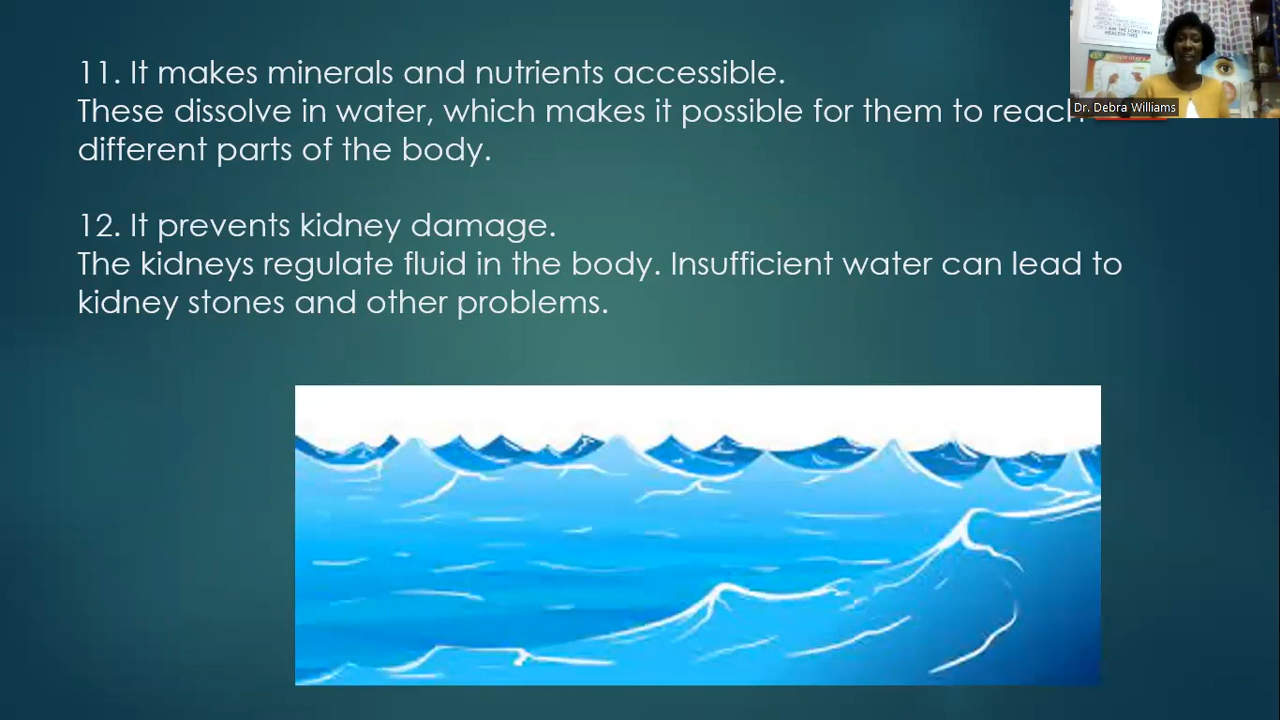 11. It makes minerals and nutrients accessible.
These dissolve in water, which makes it possible for them to reach
different parts of the body.
12. It prevents kidney damage.
The kidneys regulate fluid in the body. Insufficient water can lead to
kidney stones and other problems.
Dr. Debra Williams